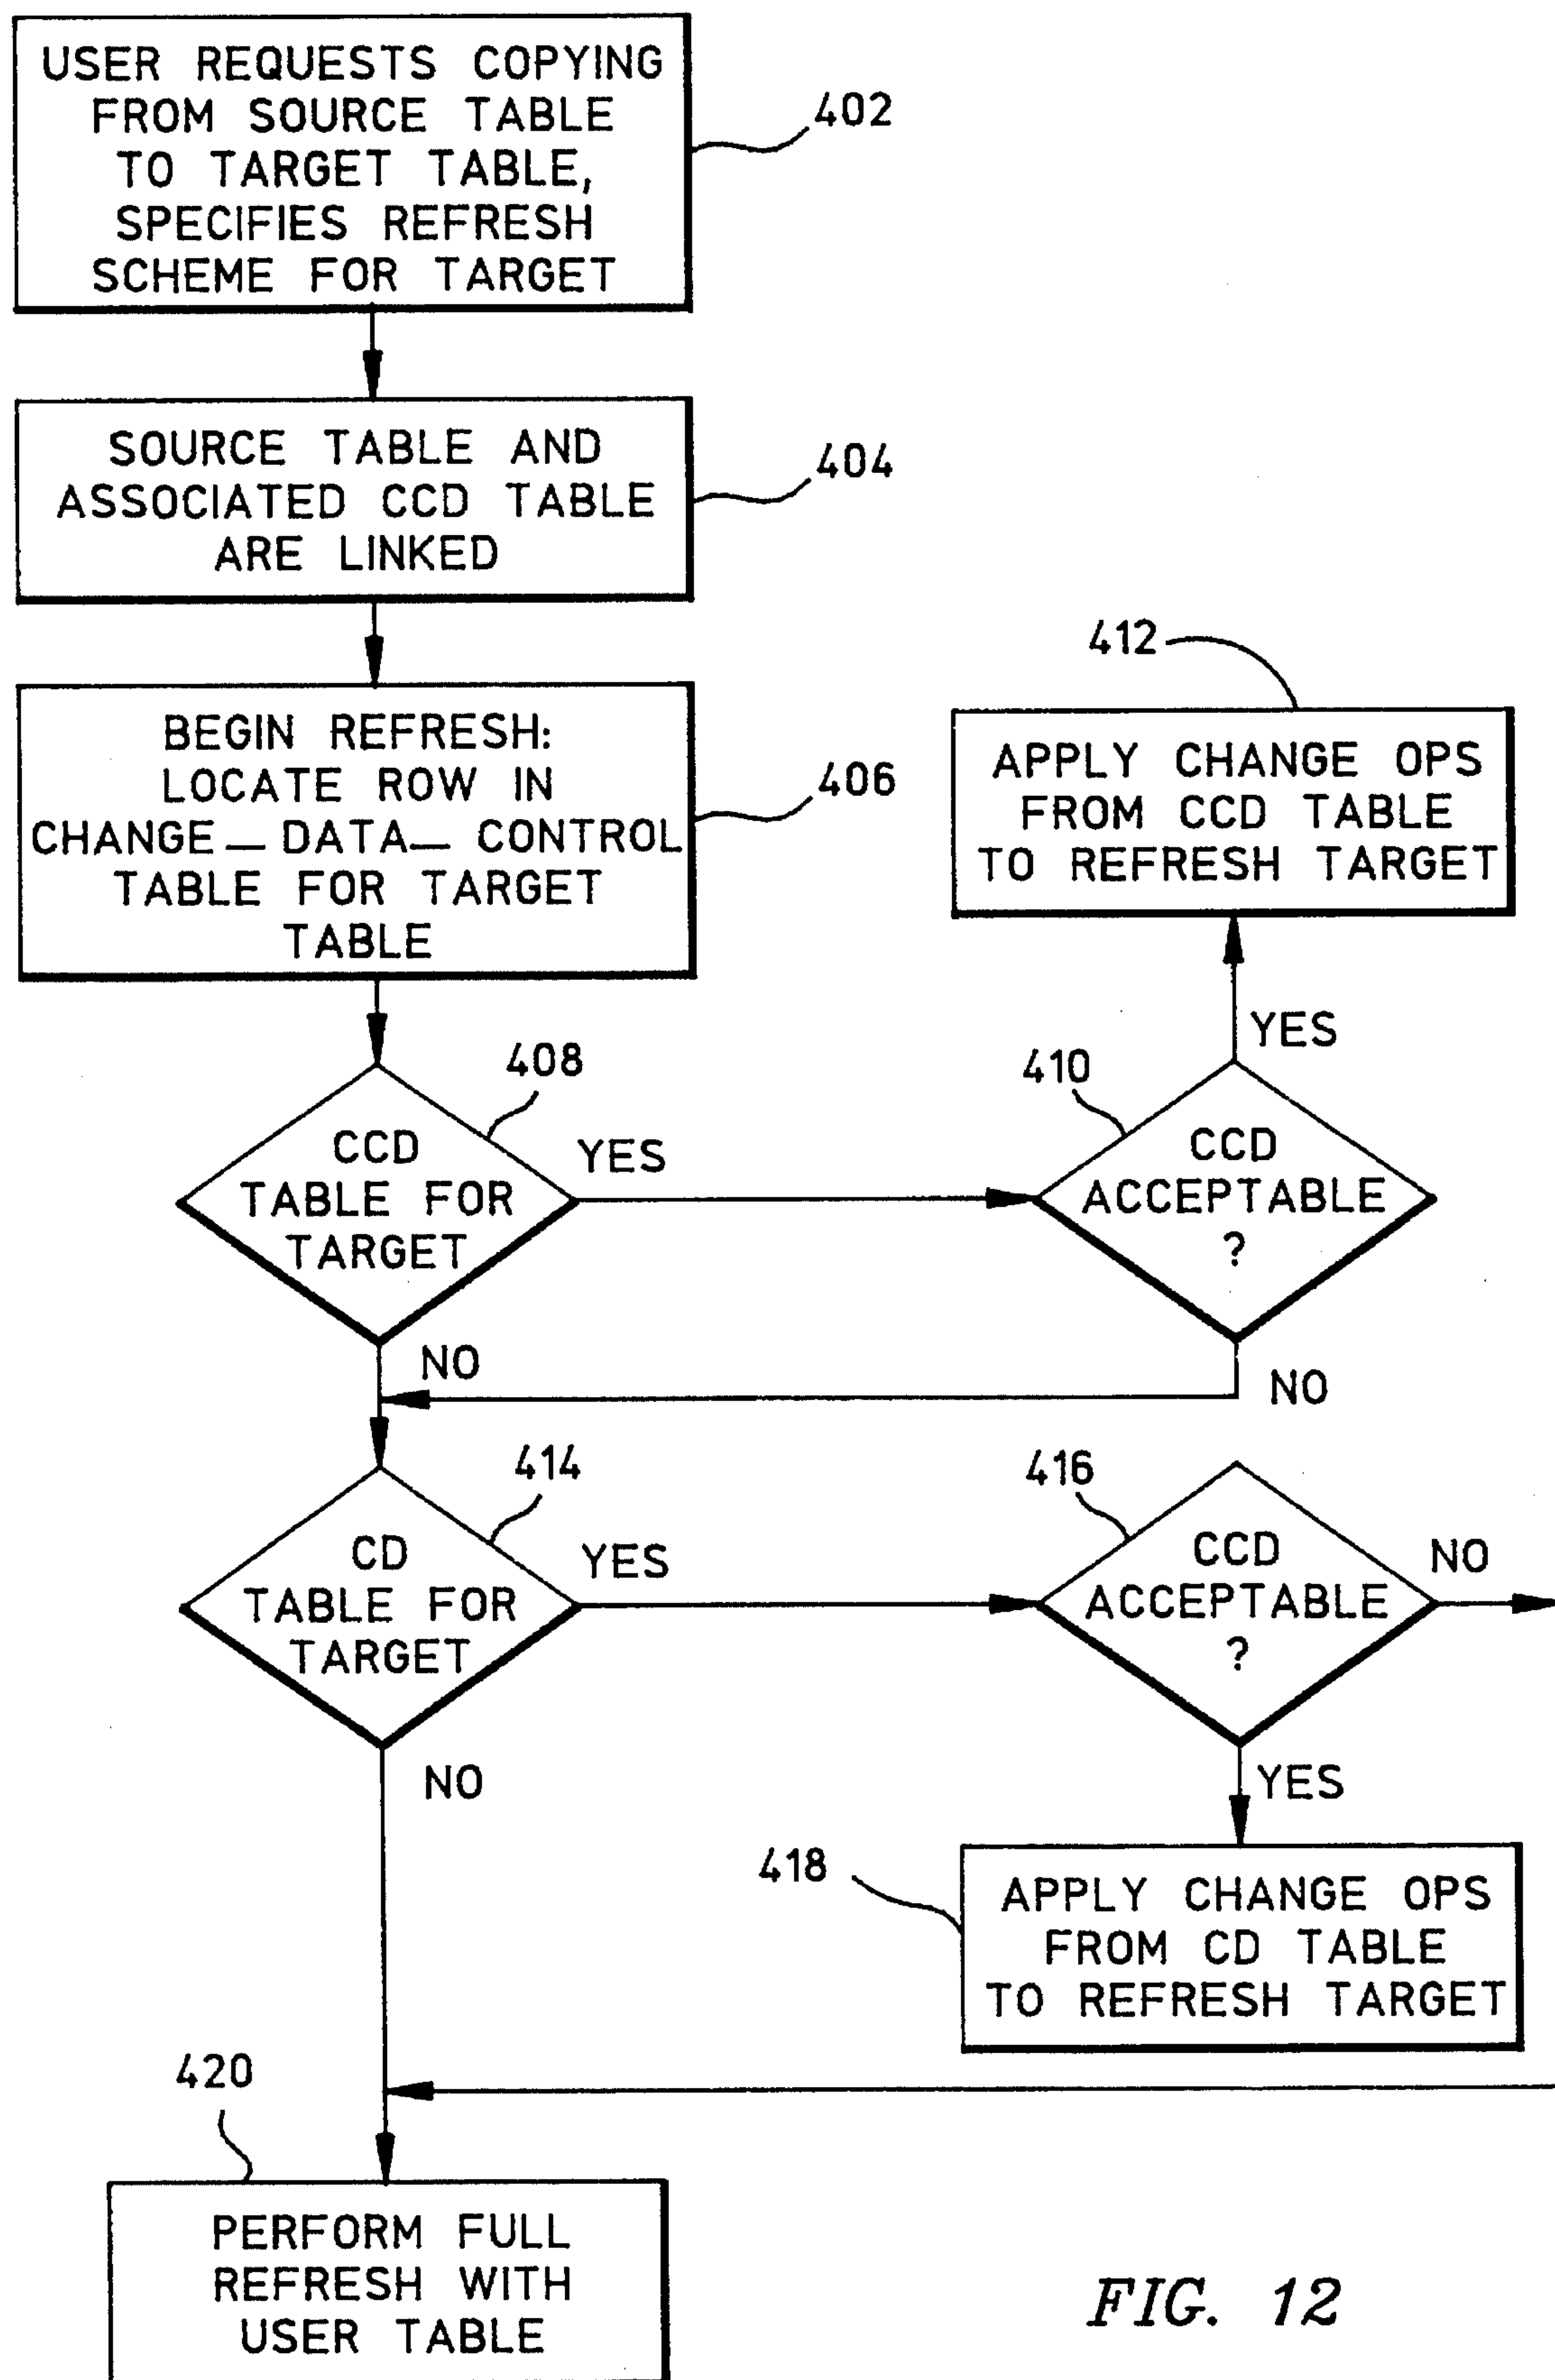 USER REQUESTS COPYING
FROM SOURCE TABLE
TO TARGET TABLE,
SPECIFIES REFRESH
SCHEME FOR TARGET
402
SOURCE TABLE AND
ASSOCIATED CCD TABLE
ARE LINKED
404
BEGIN REFRESH:
LOCATE ROW IN
CHANGE_DATA_CONTROL
TABLE FOR TARGET
TABLE
406
412
APPLY CHANGE OPS
FROM CCD TABLE
TO REFRESH TARGET
YES
408
CCD
TABLE FOR
TARGET
YES
410
CCD
ACCEPTABLE
?
NO
NO
414
CD
TABLE FOR
TARGET
YES
416
CCD
ACCEPTABLE
?
NO
NO
YES
418
APPLY CHANGE OPS
FROM CD TABLE
TO REFRESH TARGET
420
PERFORM FULL
REFRESH WITH
USER TABLE
FIG. 12